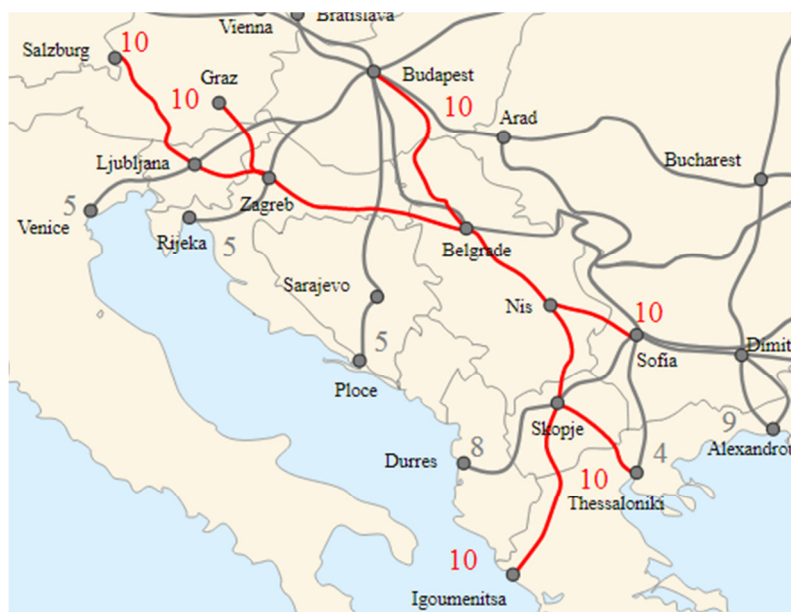 Bratislava
Vienna
Salzburg
10
Graz
10
Budapest
10
Arad
Bucharest
Ljubljana
Zagreb
5
Venice
Rijeka
5
Belgrade
Sarajevo
Nis
10
Sofia
Dimit
5
Ploce
Skopje
9
Alexandrou
Durres
8
4
10
Thessaloniki
10
Igoumenitsa